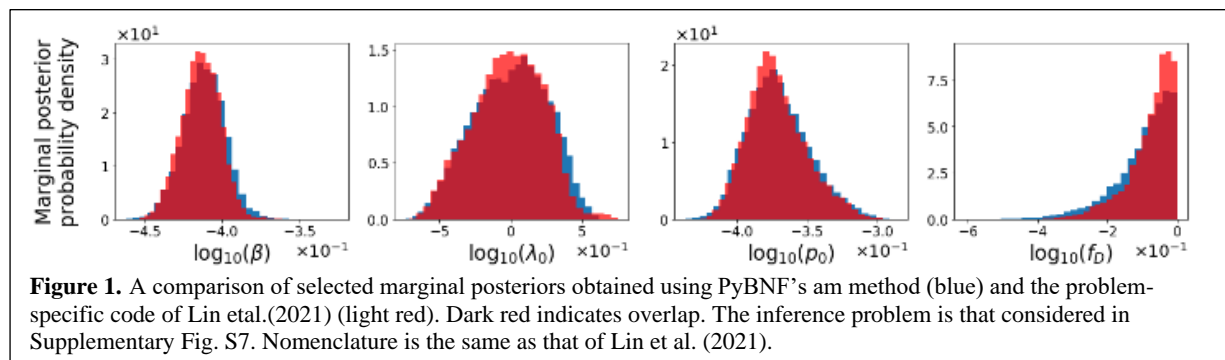 ×10¹
×10¹
Marginal posterior
probability density
3
2
1
0
1.5
1.0
0.5
0.0
2
1
0
7.5
5.0
2.5
0.0
−4.5 −4.0 −3.5
−5 0 5
−4.0 −3.5 −3.0
−6 −4 −2 0
log₁₀(β) ×10⁻¹
log₁₀(λ₀) ×10⁻¹
log₁₀(p₀) ×10⁻¹
log₁₀(f_D) ×10⁻¹
Figure 1. A comparison of selected marginal posteriors obtained using PyBNF's am method (blue) and the problem-
specific code of Lin etal.(2021) (light red). Dark red indicates overlap. The inference problem is that considered in
Supplementary Fig. S7. Nomenclature is the same as that of Lin et al. (2021).